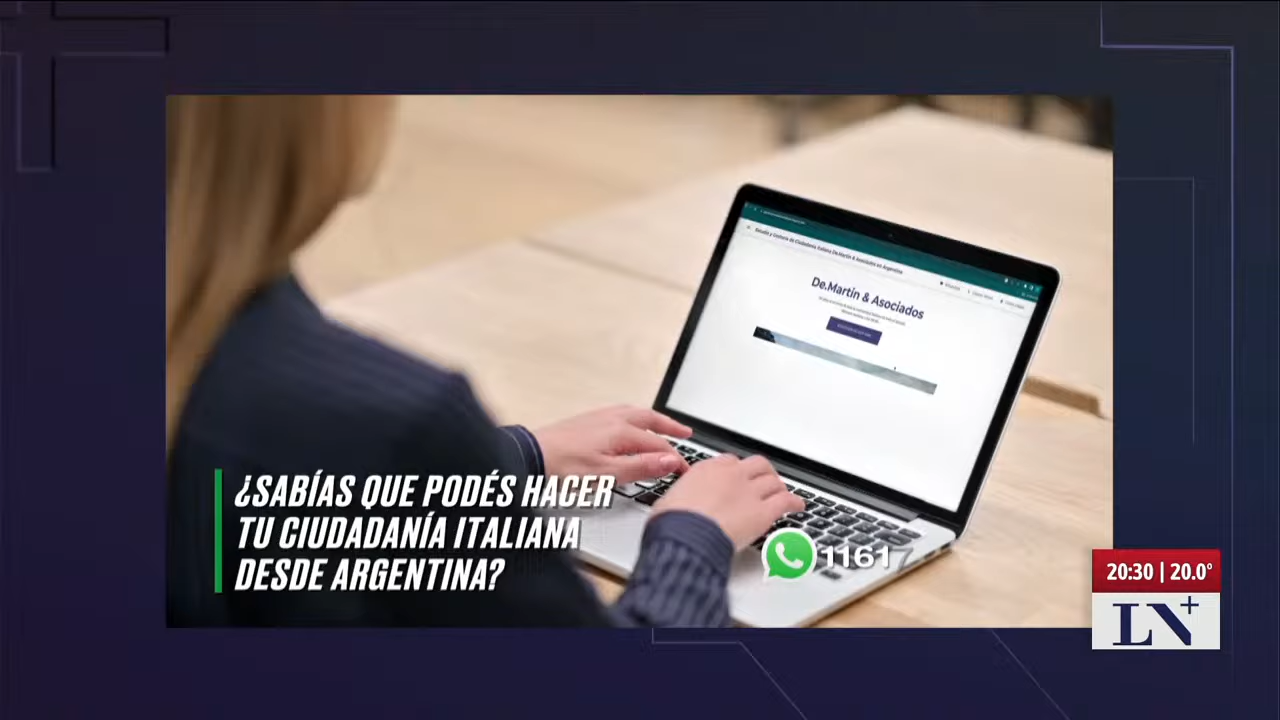 De.Martin & Asociados
¿SABÍAS QUE PODÉS HACER
TU CIUDADANÍA ITALIANA
DESDE ARGENTINA?
1161
20:30 | 20.0°
LN+